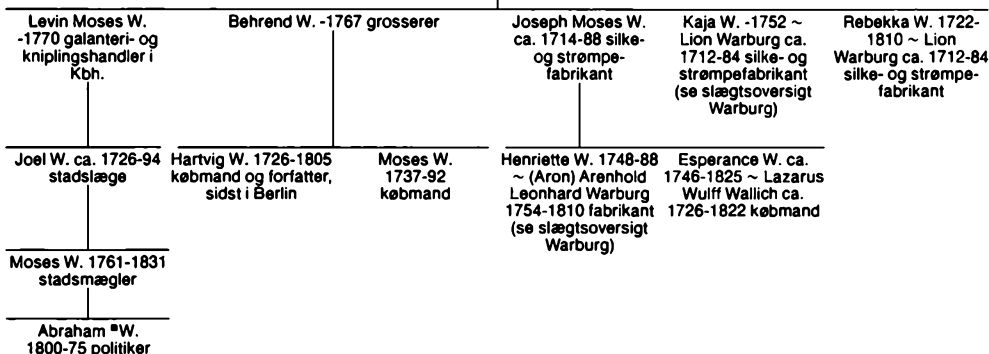 Levin Moses W.
-1770 galanteri- og
kniplingshandler i
Kbh.
Behrend W. -1767 grosserer
Joseph Moses W.
ca. 1714-88 silke-
og strømpe-
fabrikant
Kaja W. -1752 ~
Lion Warburg ca.
1712-84 silke- og
strømpefabrikant
(se slægtsoversigt
Warburg)
Rebekka W. 1722-
1810 ~ Lion
Warburg ca. 1712-84
silke- og strømpe-
fabrikant
Joel W. ca. 1726-94
stadslæge
Hartvig W. 1726-1805
købmand og forfatter,
sidst i Berlin
Moses W.
1737-92
købmand
Henriette W. 1748-88
~ (Aron) Arenhold
Leonhard Warburg
1754-1810 fabrikant
(se slægtsoversigt
Warburg)
Esperance W. ca.
1746-1825 ~ Lazarus
Wulff Wallich ca.
1726-1822 købmand
Moses W. 1761-1831
stadsmægler
Abraham ▪W.
1800-75 politiker